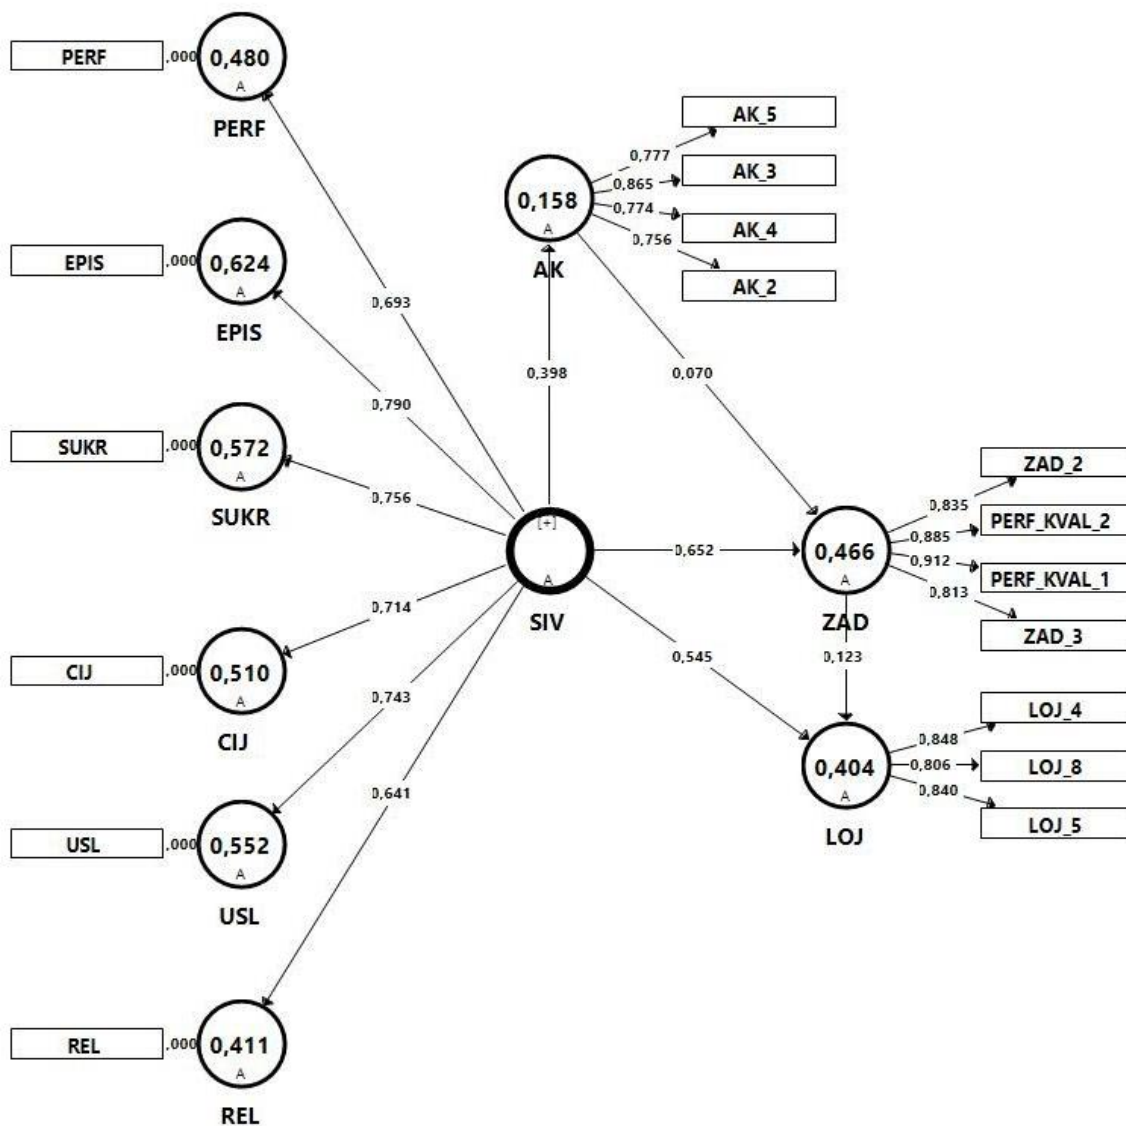 PERF
,000
0,480
A
PERF
EPIS
,000
0,624
A
EPIS
SUKR
,000
0,572
A
SUKR
CIJ
,000
0,510
A
CIJ
USL
,000
0,552
A
USL
REL
,000
0,411
A
REL
0,693
0,790
0,756
0,714
0,743
0,641
[+]
A
SIV
0,398
0,652
0,545
0,158
A
AK
0,777
0,865
0,774
0,756
AK_5
AK_3
AK_4
AK_2
0,070
0,466
A
ZAD
0,835
0,885
0,912
0,813
ZAD_2
PERF_KVAL_2
PERF_KVAL_1
ZAD_3
0,123
0,404
A
LOJ
0,848
0,806
0,840
LOJ_4
LOJ_8
LOJ_5